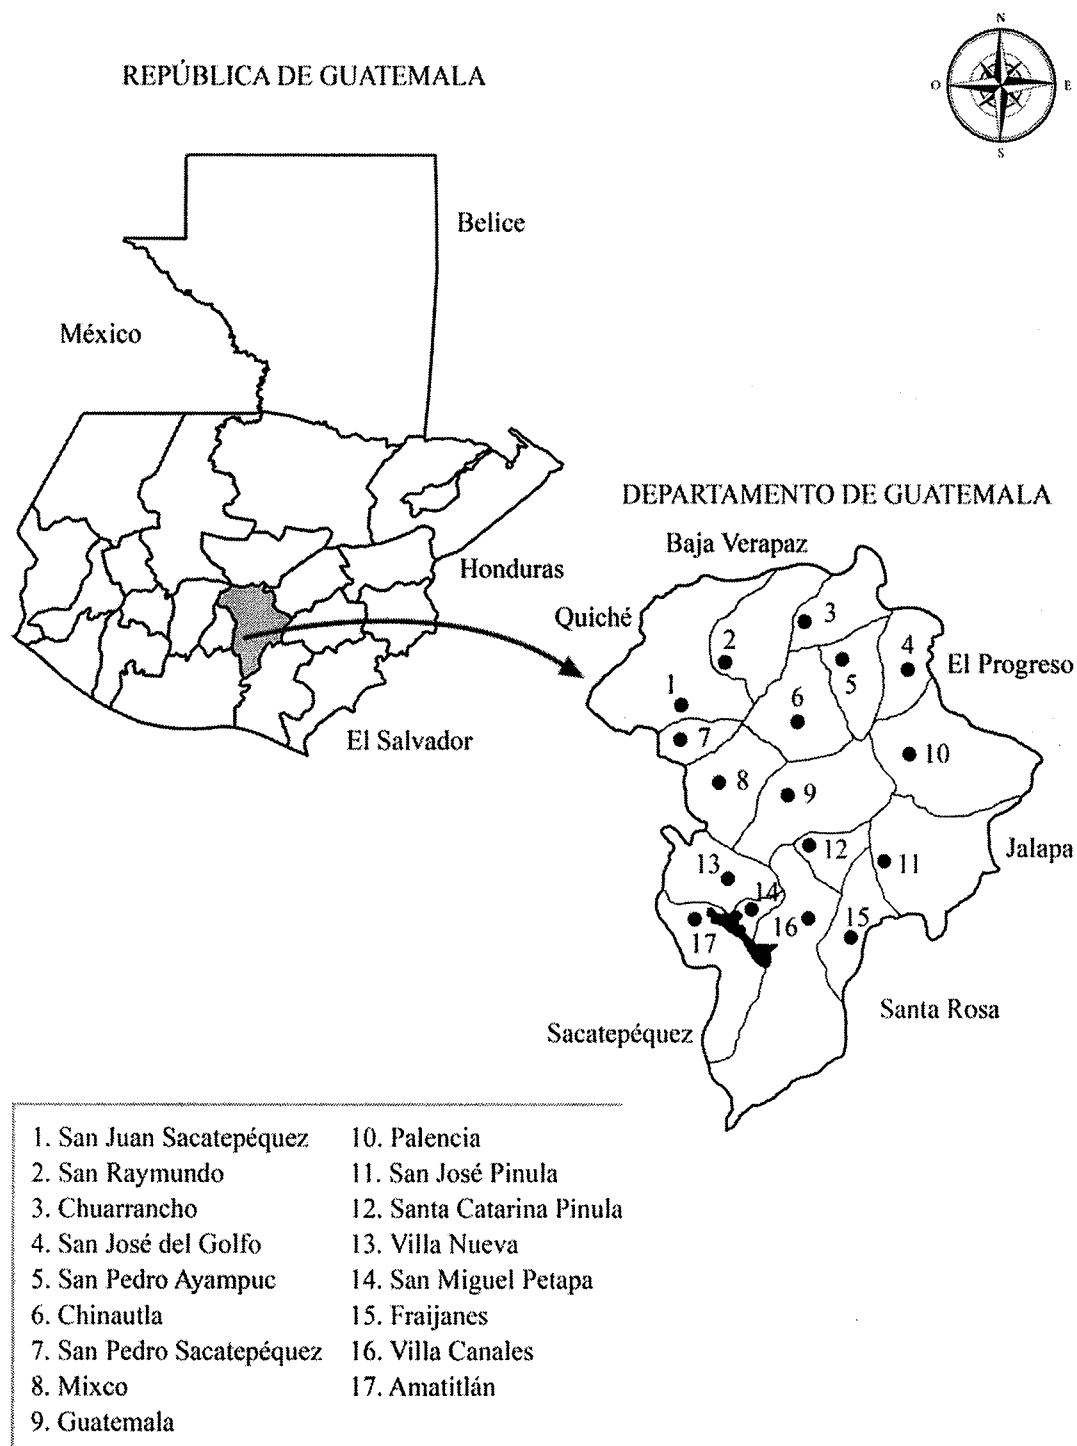 N
O
E
S
REPÚBLICA DE GUATEMALA
Belice
México
Honduras
El Salvador
DEPARTAMENTO DE GUATEMALA
Baja Verapaz
Quiché
El Progreso
Jalapa
Santa Rosa
Sacatepéquez
1
2
3
4
5
6
7
8
9
10
11
12
13
14
15
16
17
1. San Juan Sacatepéquez
2. San Raymundo
3. Chuarrancho
4. San José del Golfo
5. San Pedro Ayampuc
6. Chinautla
7. San Pedro Sacatepéquez
8. Mixco
9. Guatemala
10. Palencia
11. San José Pinula
12. Santa Catarina Pinula
13. Villa Nueva
14. San Miguel Petapa
15. Fraijanes
16. Villa Canales
17. Amatitlán